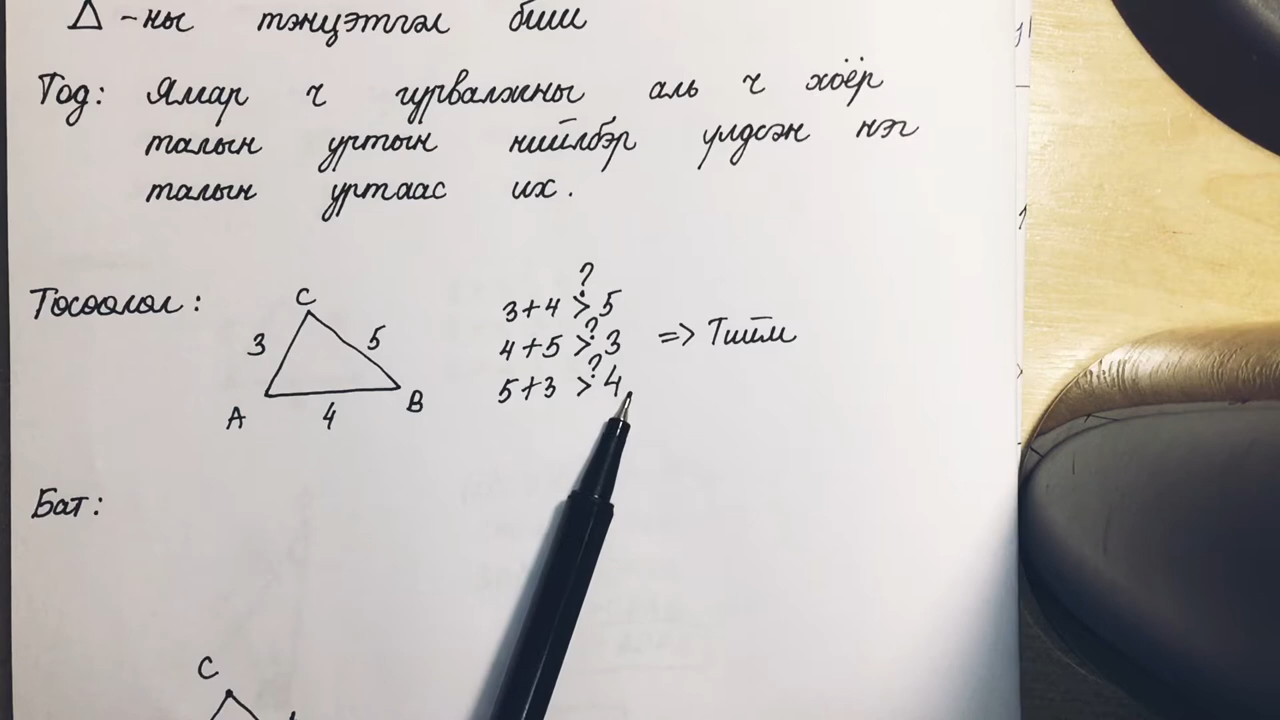 Δ-ны тэнцэтгэл биш
Тод: Ямар ч гурвалжны аль ч хоёр
талын уртын нийлбэр үлдсэн нэг
талын уртаас их.
Төсөөлөл:
C
3
5
A
4
B
?
3+4 > 5
?
4+5 > 3
=> Тийм
?
5+3 > 4
Бат:
C